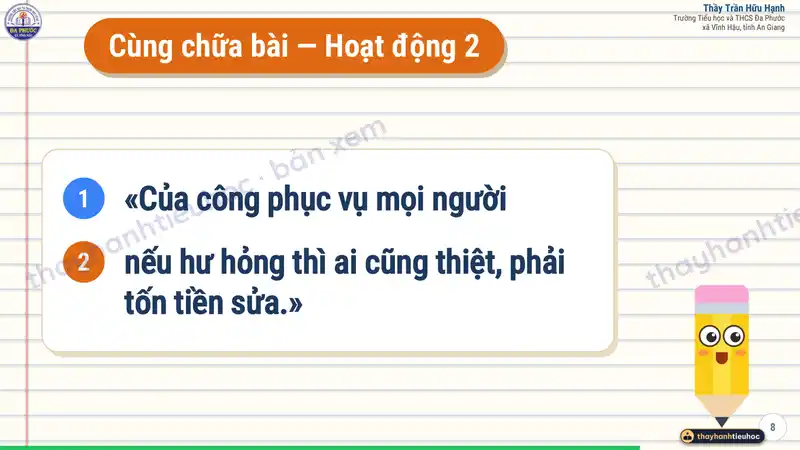 ĐA PHƯỚC
Thầy Trần Hữu Hạnh
Trường Tiểu học và THCS Đa Phước
xã Vĩnh Hậu, tỉnh An Giang
Cùng chữa bài – Hoạt động 2
thayhanhtieuhoc · bản xem
1 «Của công phục vụ mọi người
2 nếu hư hỏng thì ai cũng thiệt, phải
tốn tiền sửa.»
thayhanhtieuhoc
8